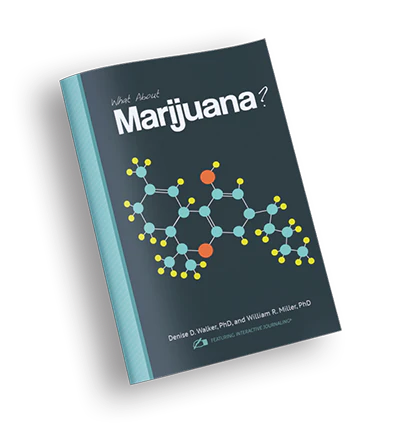 What About
Marijuana?
Denise D. Walker, PhD, and William R. Miller, PhD
FEATURING INTERACTIVE JOURNALING®